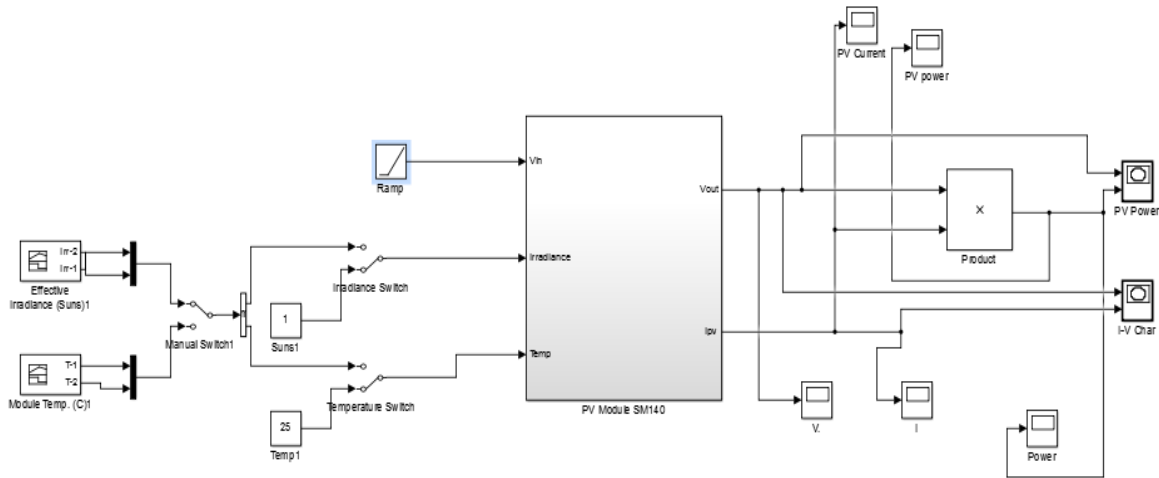 PV Current
PV power
Vin
Ramp
Vout
PV Power
X
Product
Irr-2
Irr-1
Effective
Irradiance (Suns)1
Irradiance
Irradiance Switch
1
Suns1
Manual Switch1
I-V Char
Ipv
T-1
T-2
Module Temp. (C)1
Temp
Temperature Switch
25
Temp1
PV Module SM140
V.
I
Power